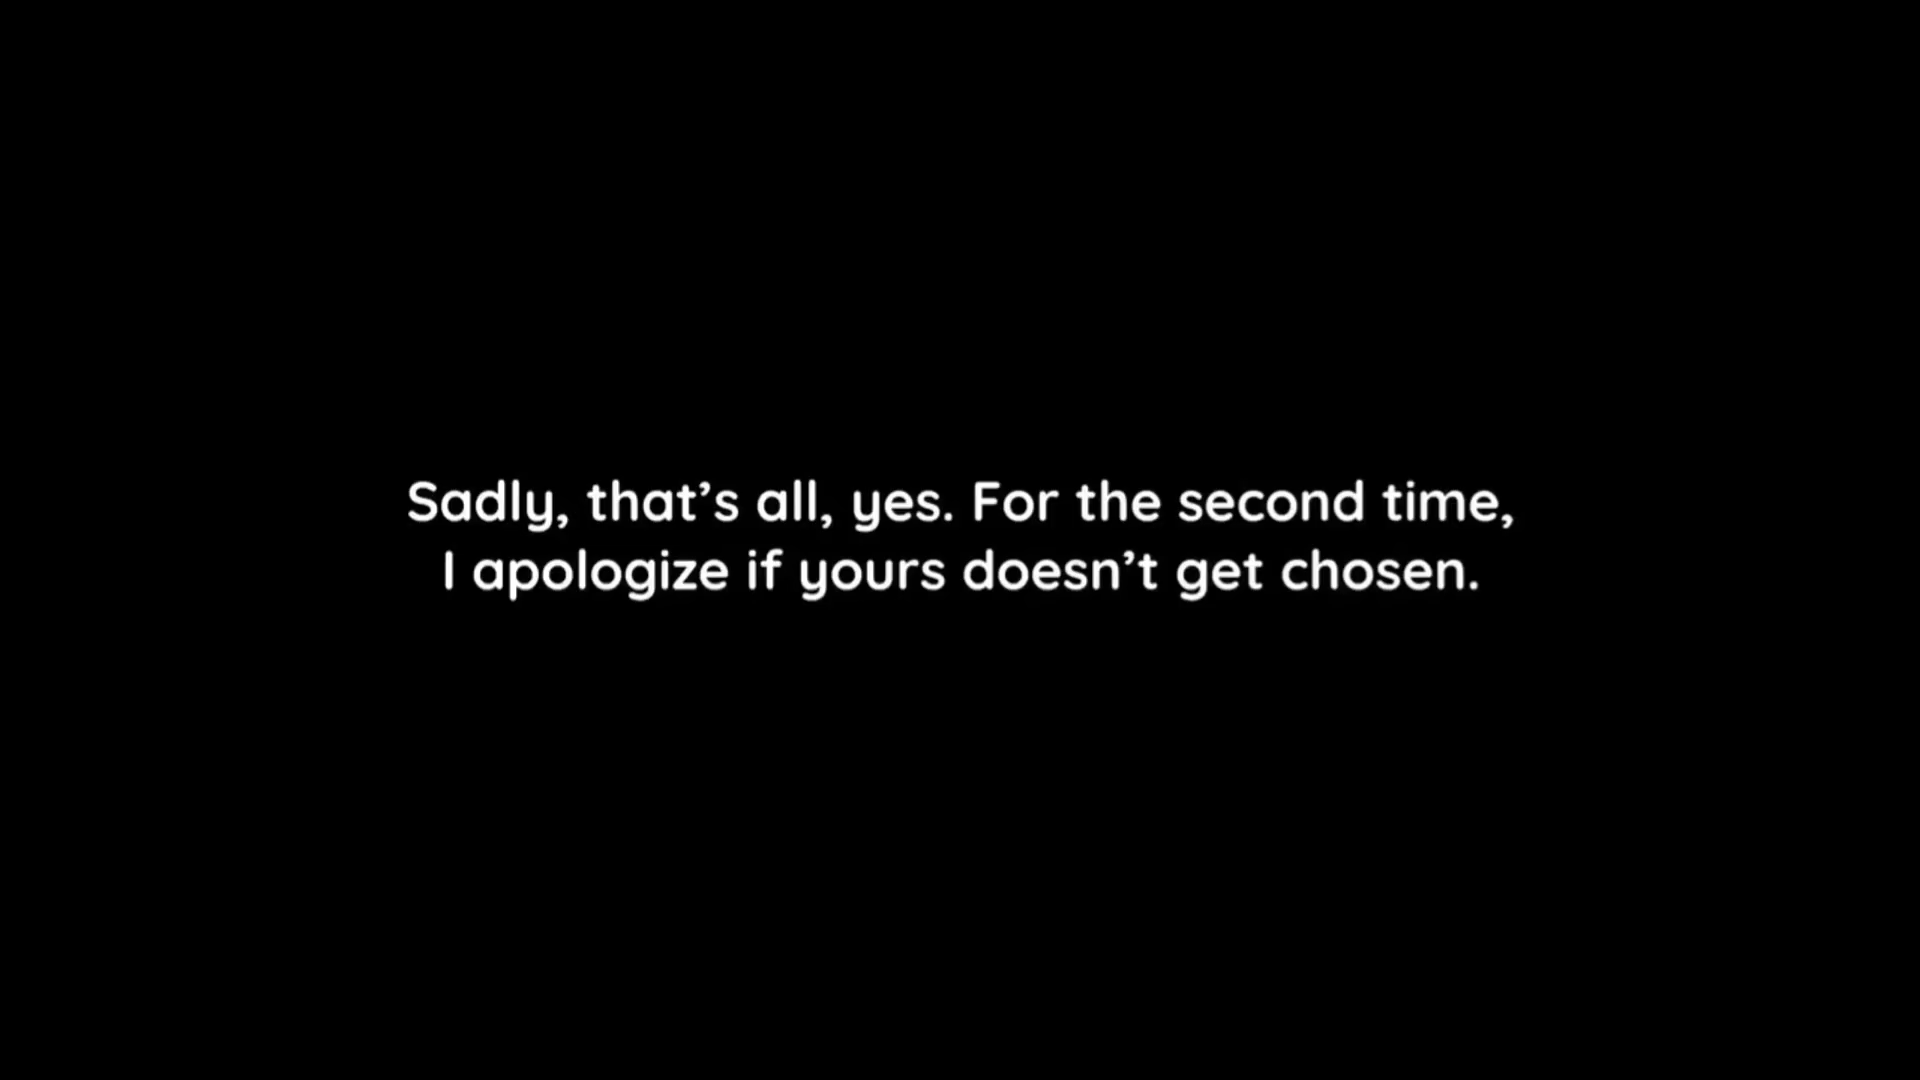 Sadly, that’s all, yes. For the second time,
I apologize if yours doesn’t get chosen.